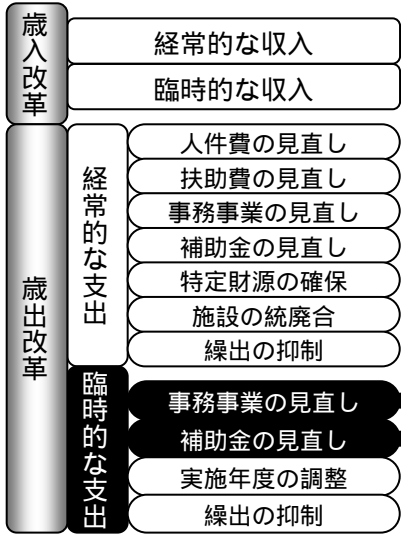 歳入改革
経常的な収入
臨時的な収入
歳出改革
経常的な支出
人件費の見直し
扶助費の見直し
事務事業の見直し
補助金の見直し
特定財源の確保
施設の統廃合
繰出の抑制
臨時的な支出
事務事業の見直し
補助金の見直し
実施年度の調整
繰出の抑制